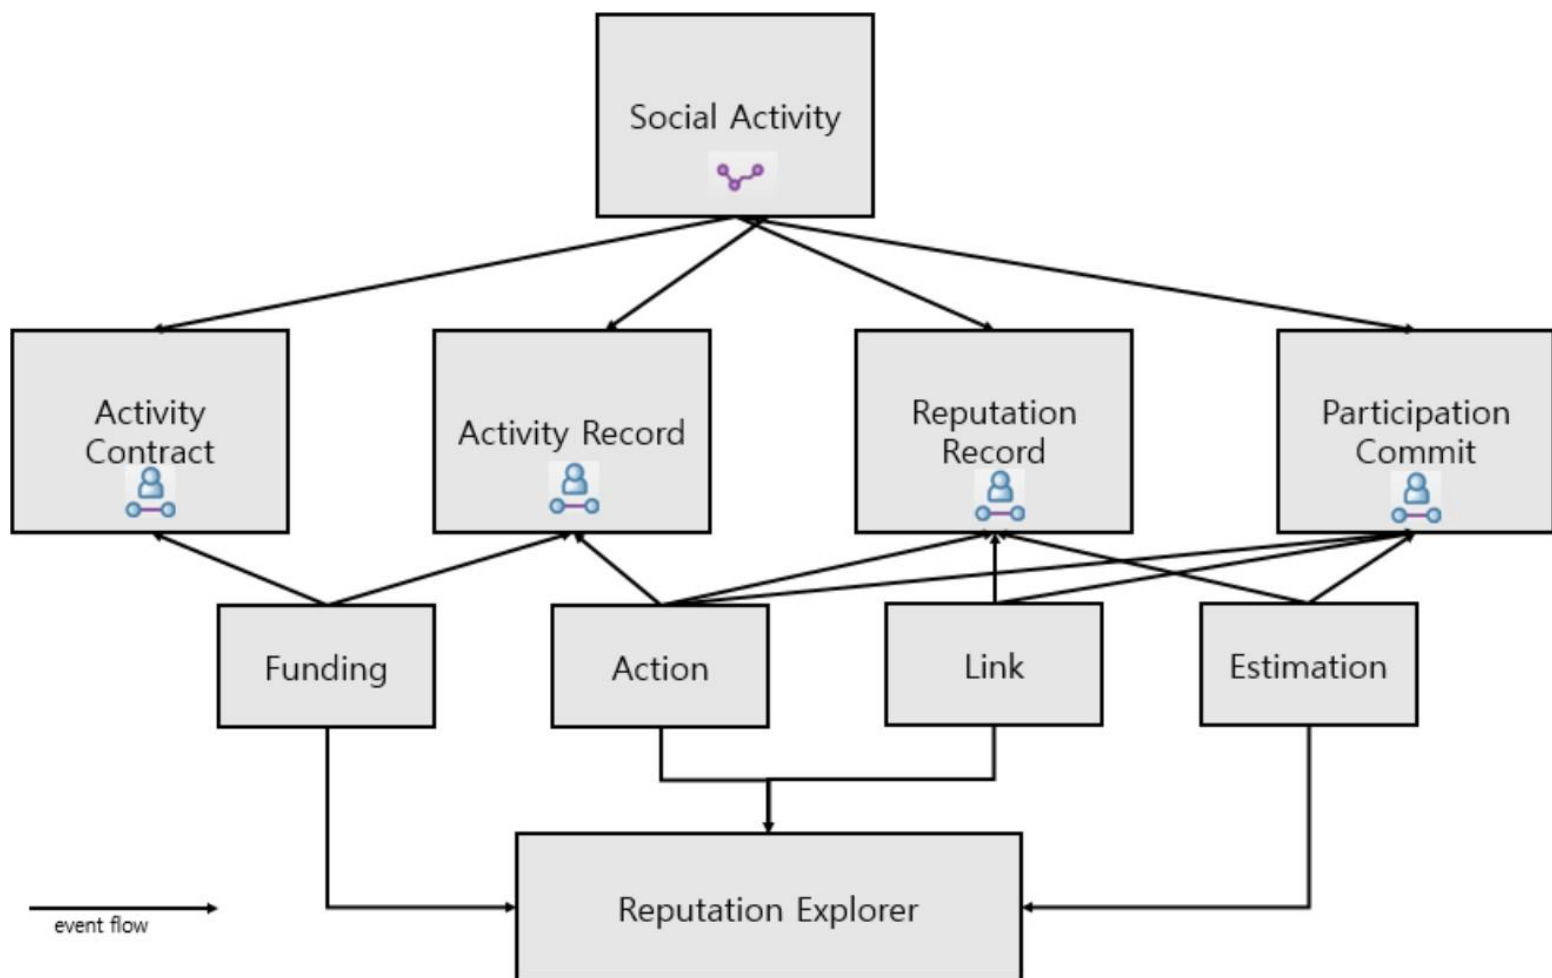 Social Activity
Activity
Contract
Activity Record
Reputation
Record
Participation
Commit
Funding
Action
Link
Estimation
Reputation Explorer
event flow